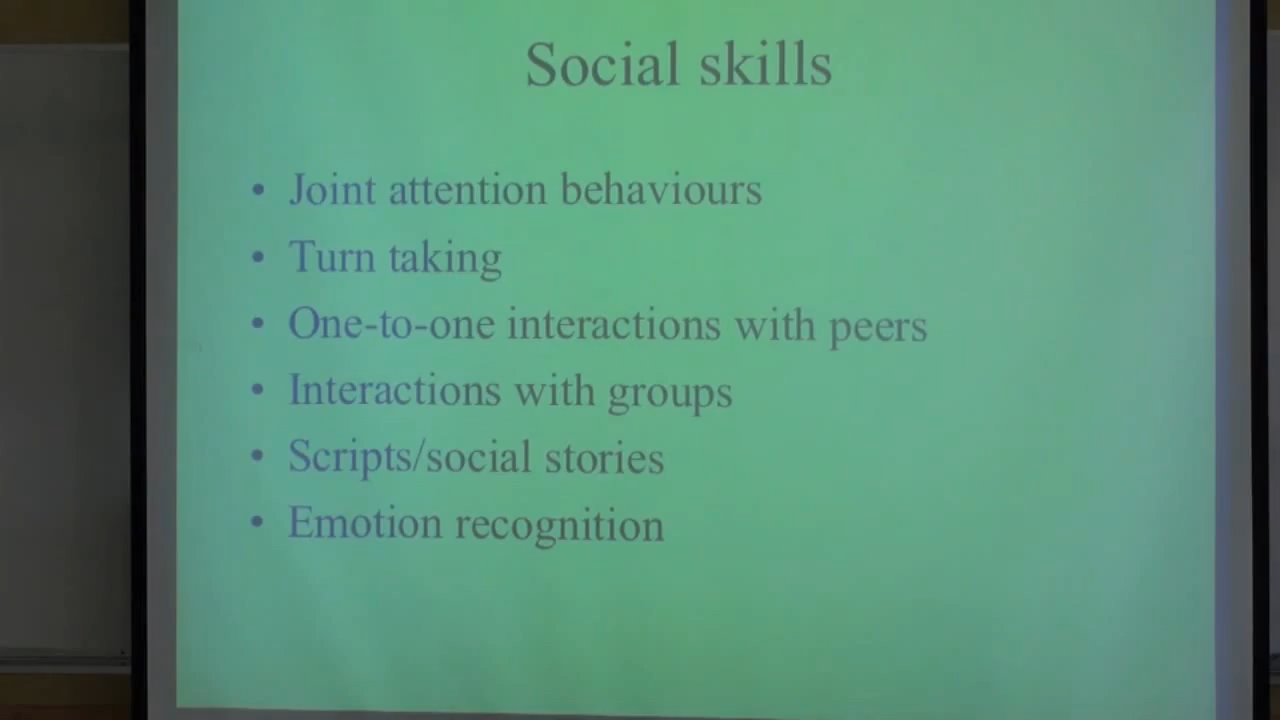 Social skills
• Joint attention behaviours
• Turn taking
• One-to-one interactions with peers
• Interactions with groups
• Scripts/social stories
• Emotion recognition